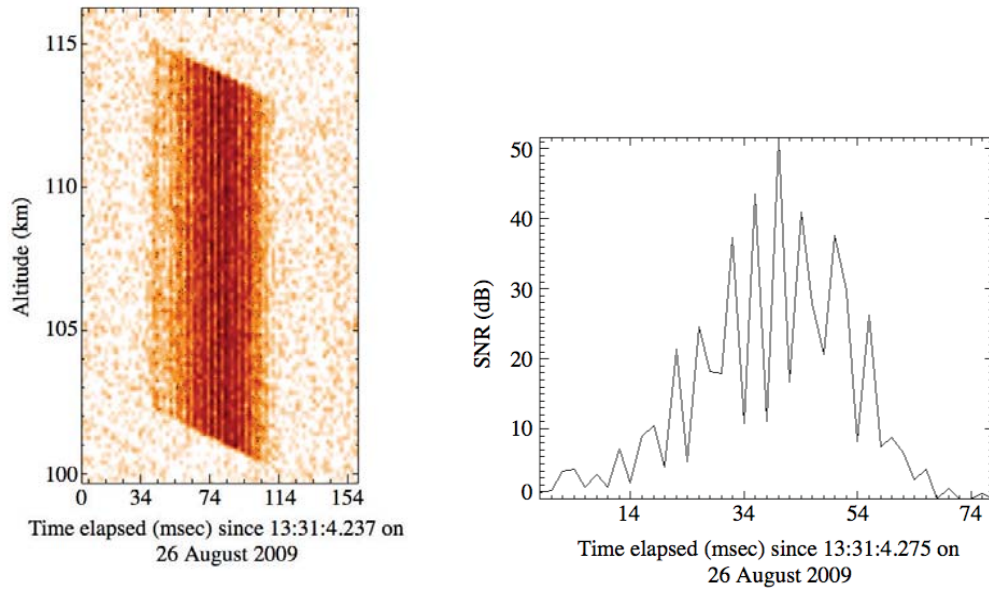 115
110
105
100
Altitude (km)
0 34 74 114 154
Time elapsed (msec) since 13:31:4.237 on
26 August 2009
50
40
30
20
10
0
SNR (dB)
14 34 54 74
Time elapsed (msec) since 13:31:4.275 on
26 August 2009